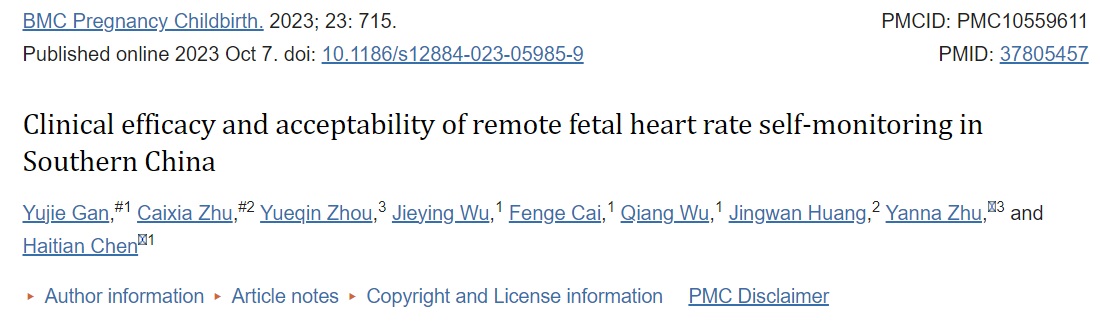 BMC Pregnancy Childbirth. 2023; 23: 715.
PMCID: PMC10559611
Published online 2023 Oct 7. doi: 10.1186/s12884-023-05985-9
PMID: 37805457
Clinical efficacy and acceptability of remote fetal heart rate self-monitoring in
Southern China
Yujie Gan,#1 Caixia Zhu,#2 Yueqin Zhou,3 Jieying Wu,1 Fenge Cai,1 Qiang Wu,1 Jingwan Huang,2 Yanna Zhu,3 and
Haitian Chen1
Author information Article notes Copyright and License information PMC Disclaimer